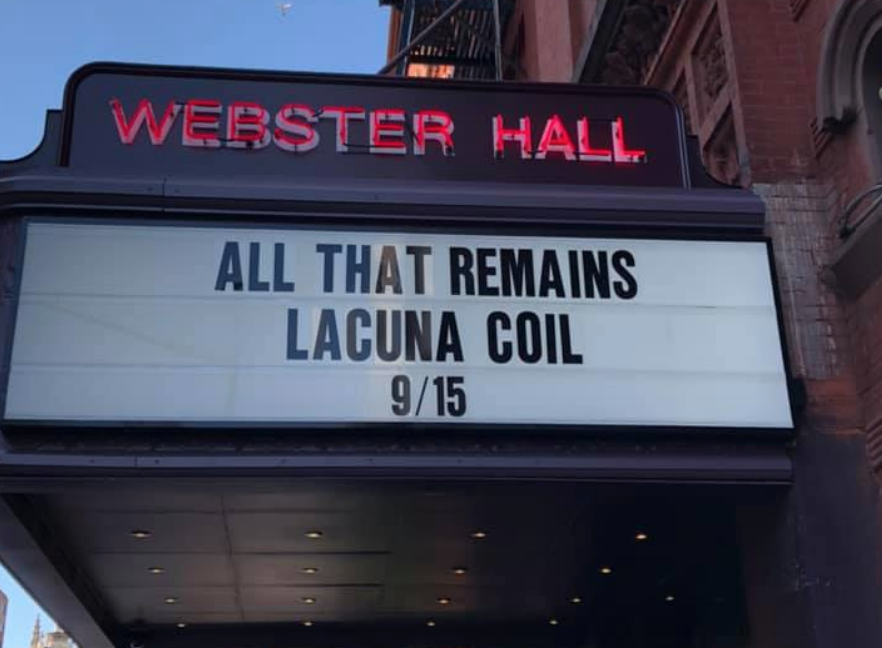 WEBSTER HALL
ALL THAT REMAINS
LACUNA COIL
9/15